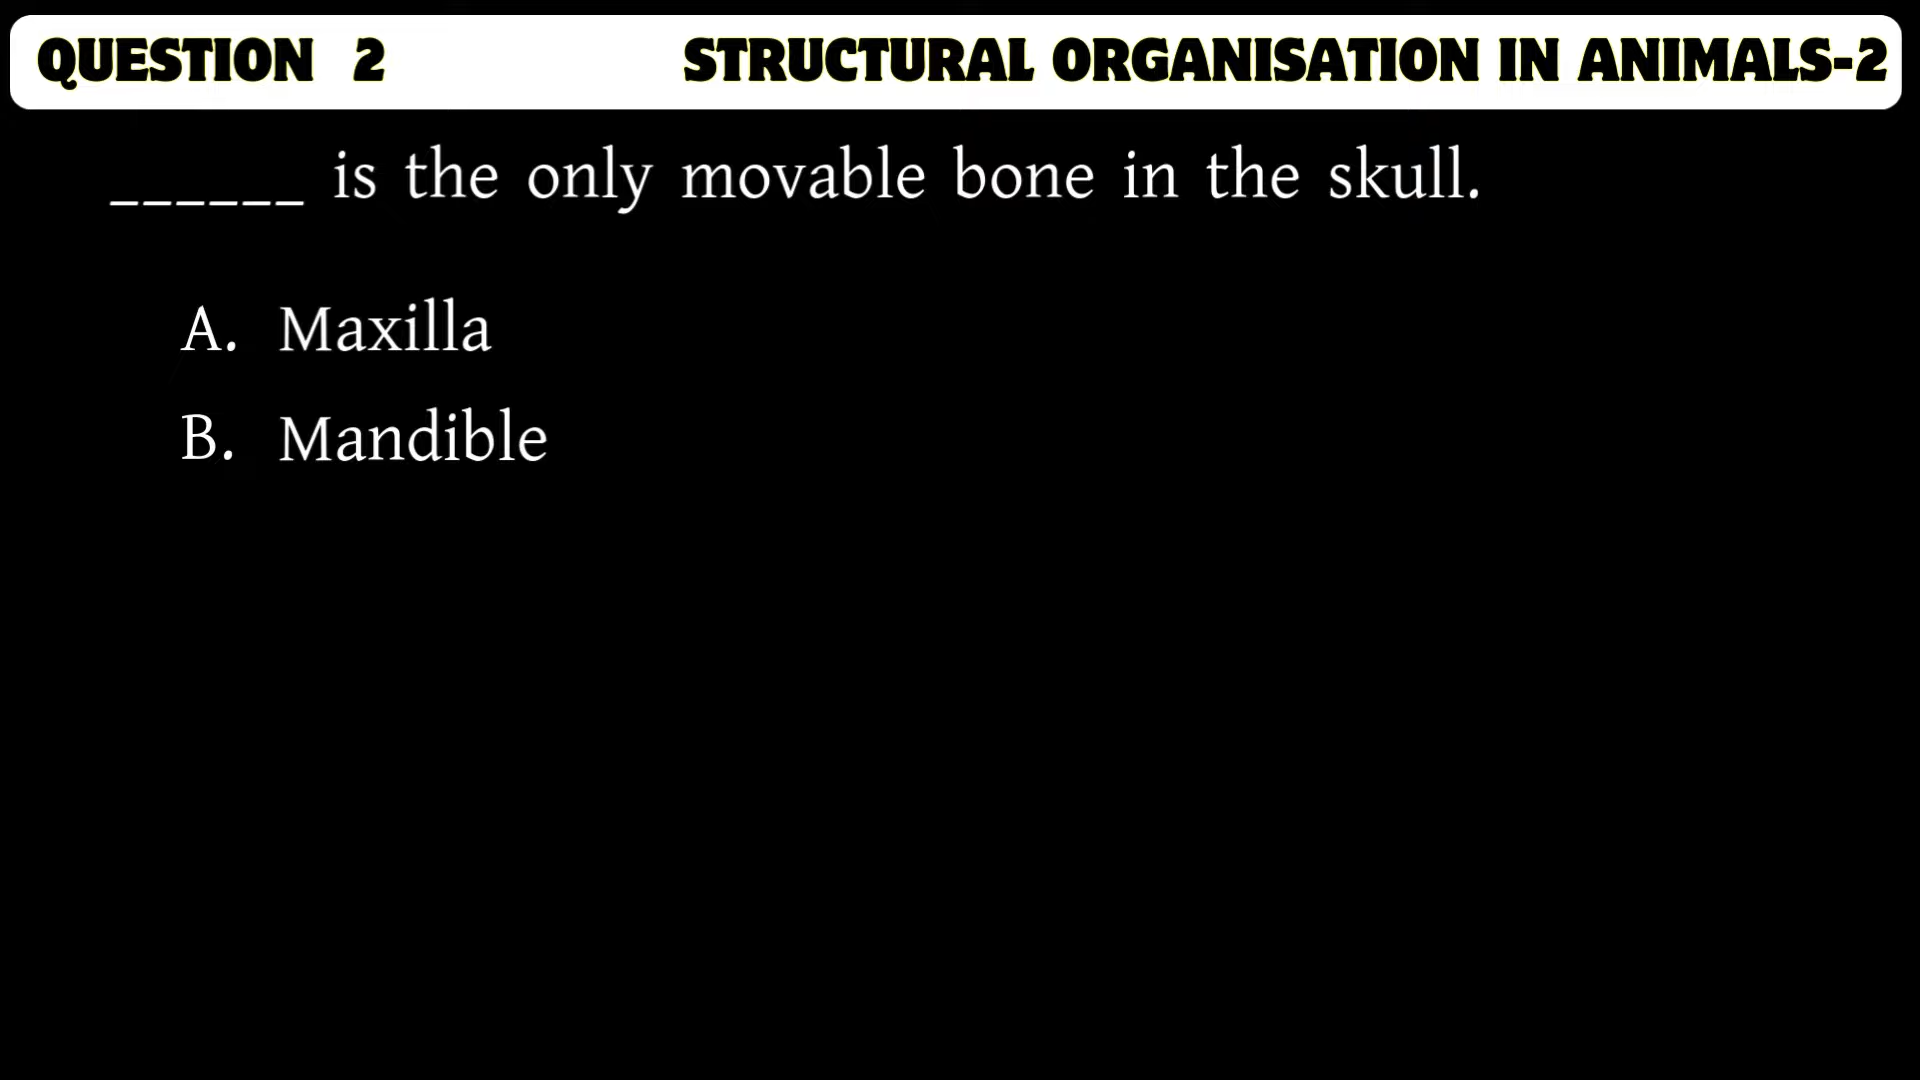 QUESTION 2 STRUCTURAL ORGANISATION IN ANIMALS-2
______ is the only movable bone in the skull.
A. Maxilla
B. Mandible